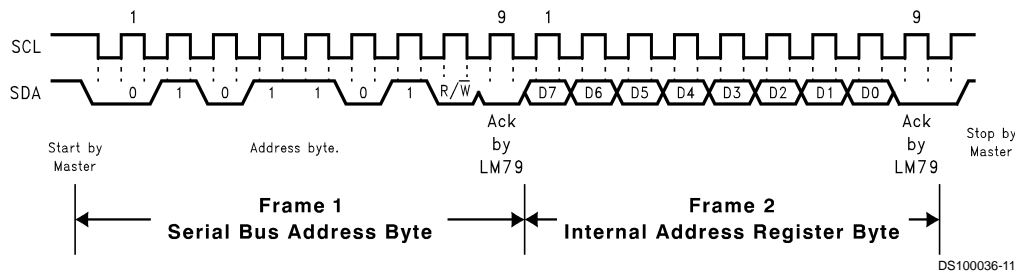 1 9 1 9
SCL
SDA 0 1 0 1 1 0 1 R/W̅ D7 D6 D5 D4 D3 D2 D1 D0
Start by
Master
Address byte.
Ack
by
LM79
Ack
by
LM79
Stop by
Master
Frame 1
Serial Bus Address Byte
Frame 2
Internal Address Register Byte
DS100036-11